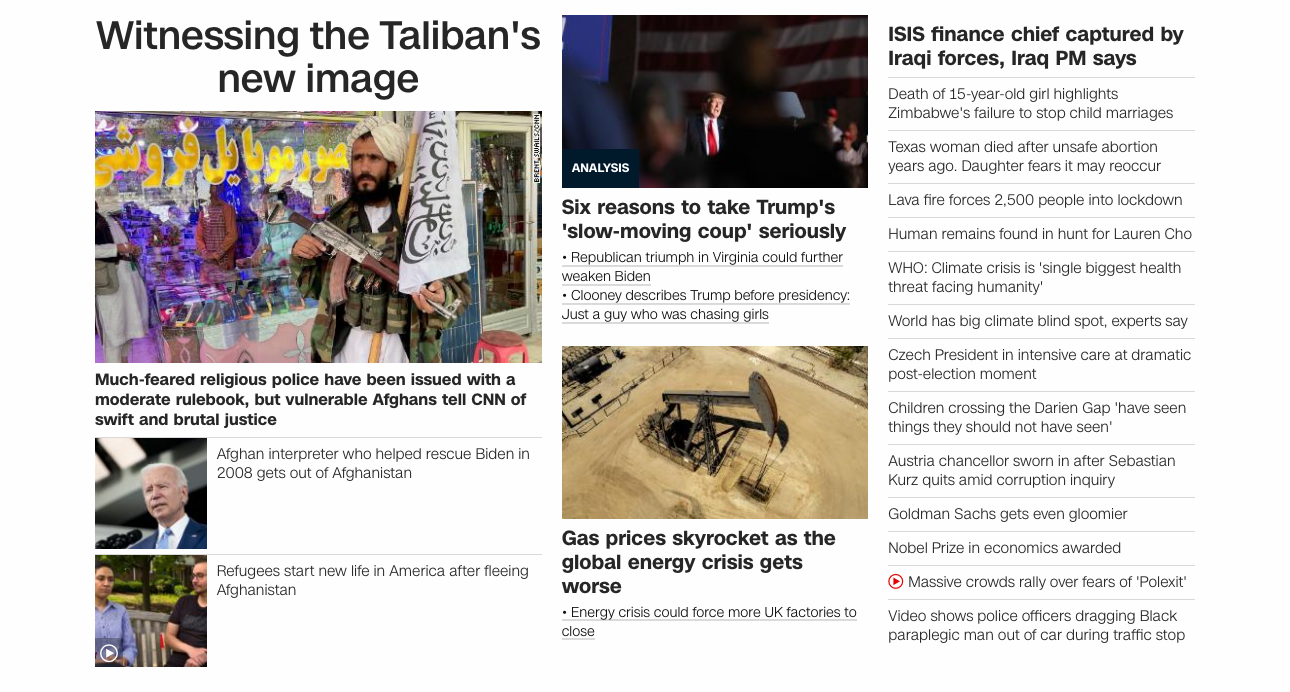 Witnessing the Taliban's
new image
صور موبایل فروشی
BRENT SWAILS/CNN
Much-feared religious police have been issued with a
moderate rulebook, but vulnerable Afghans tell CNN of
swift and brutal justice
Afghan interpreter who helped rescue Biden in
2008 gets out of Afghanistan
Refugees start new life in America after fleeing
Afghanistan
ANALYSIS
Six reasons to take Trump's
'slow-moving coup' seriously
• Republican triumph in Virginia could further
weaken Biden
• Clooney describes Trump before presidency:
Just a guy who was chasing girls
Gas prices skyrocket as the
global energy crisis gets
worse
• Energy crisis could force more UK factories to
close
ISIS finance chief captured by
Iraqi forces, Iraq PM says
Death of 15-year-old girl highlights
Zimbabwe's failure to stop child marriages
Texas woman died after unsafe abortion
years ago. Daughter fears it may reoccur
Lava fire forces 2,500 people into lockdown
Human remains found in hunt for Lauren Cho
WHO: Climate crisis is 'single biggest health
threat facing humanity'
World has big climate blind spot, experts say
Czech President in intensive care at dramatic
post-election moment
Children crossing the Darien Gap 'have seen
things they should not have seen'
Austria chancellor sworn in after Sebastian
Kurz quits amid corruption inquiry
Goldman Sachs gets even gloomier
Nobel Prize in economics awarded
Massive crowds rally over fears of 'Polexit'
Video shows police officers dragging Black
paraplegic man out of car during traffic stop